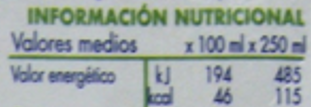 INFORMACIÓN NUTRICIONAL
Valores medios x 100 ml x 250 ml
Valor energético kJ 194 485
kcal 46 115